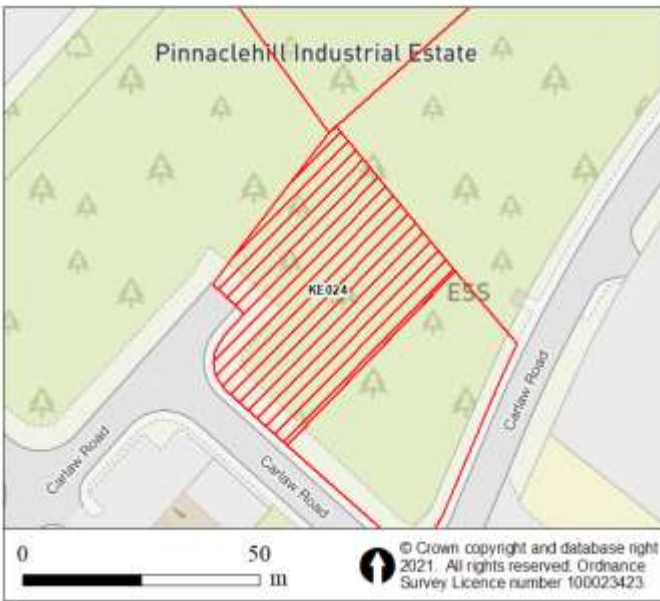 Pinnaclehill Industrial Estate
KE024
ESS
Carlaw Road
Carlaw Road
Carlaw Road
0 50
m
© Crown copyright and database right
2021. All rights reserved. Ordnance
Survey Licence number 100023423.